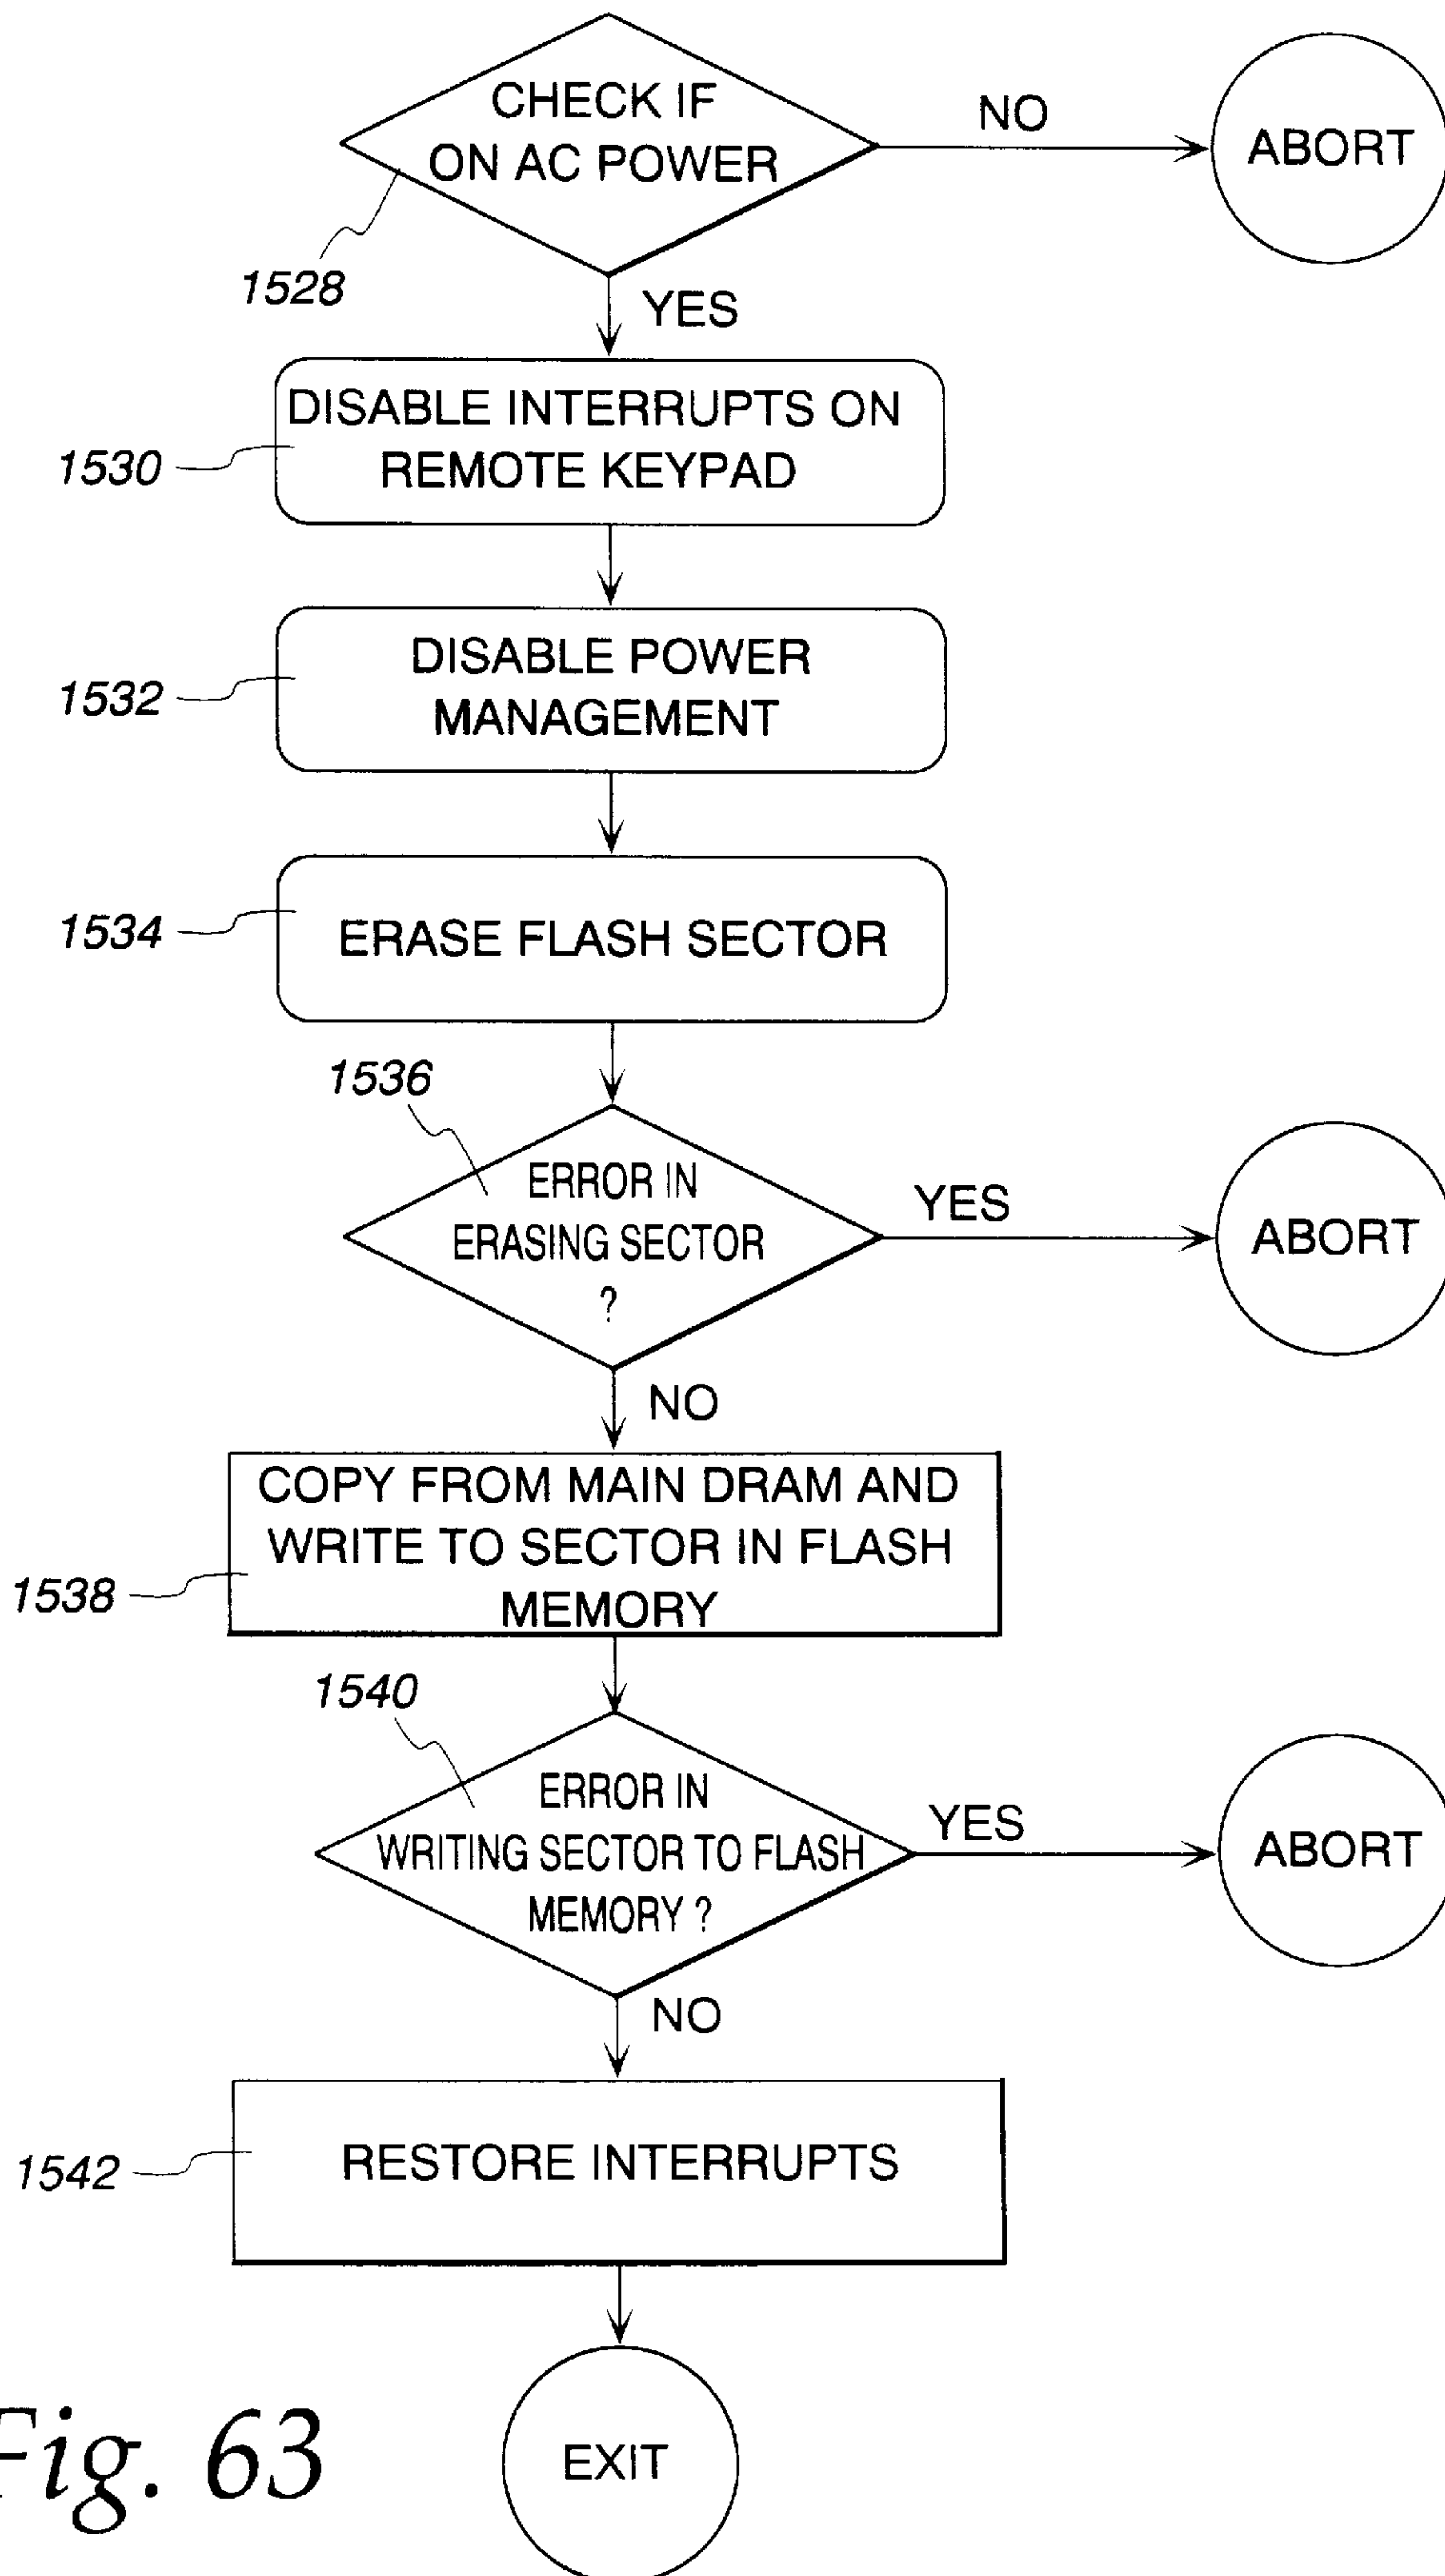 CHECK IF
ON AC POWER
NO
ABORT
1528
YES
DISABLE INTERRUPTS ON
REMOTE KEYPAD
1530
DISABLE POWER
MANAGEMENT
1532
ERASE FLASH SECTOR
1534
1536
ERROR IN
ERASING SECTOR
?
YES
ABORT
NO
COPY FROM MAIN DRAM AND
WRITE TO SECTOR IN FLASH
MEMORY
1538
1540
ERROR IN
WRITING SECTOR TO FLASH
MEMORY ?
YES
ABORT
NO
RESTORE INTERRUPTS
1542
EXIT
Fig. 63